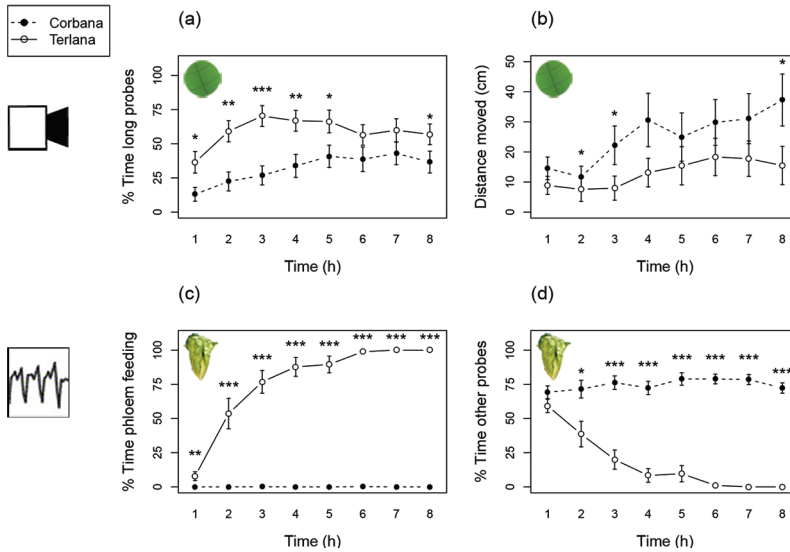 Corbana
Terlana
(a)
% Time long probes
100
75
50
25
0
* ** *** ** * *
1 2 3 4 5 6 7 8
Time (h)
(b)
Distance moved (cm)
50
40
30
20
10
0
* * *
1 2 3 4 5 6 7 8
Time (h)
(c)
% Time phloem feeding
100
75
50
25
0
** *** *** *** *** *** *** ***
1 2 3 4 5 6 7 8
Time (h)
(d)
% Time other probes
100
75
50
25
0
* *** *** *** *** *** ***
1 2 3 4 5 6 7 8
Time (h)